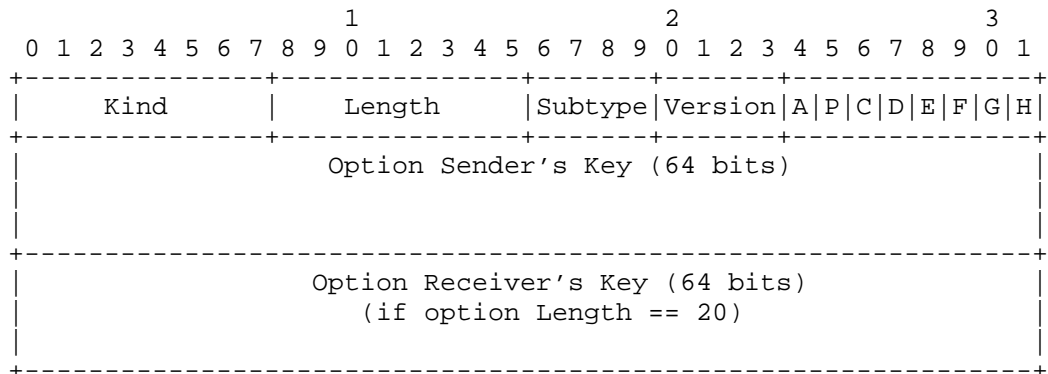 1                   2                   3
 0 1 2 3 4 5 6 7 8 9 0 1 2 3 4 5 6 7 8 9 0 1 2 3 4 5 6 7 8 9 0 1
+---------------+---------------+-------+-------+---------------+
|     Kind      |    Length     |Subtype|Version|A|P|C|D|E|F|G|H|
+---------------+---------------+-------+-------+---------------+
|                   Option Sender's Key (64 bits)               |
|                                                               |
|                                                               |
+---------------------------------------------------------------+
|                  Option Receiver's Key (64 bits)              |
|                     (if option Length == 20)                  |
|                                                               |
+---------------------------------------------------------------+